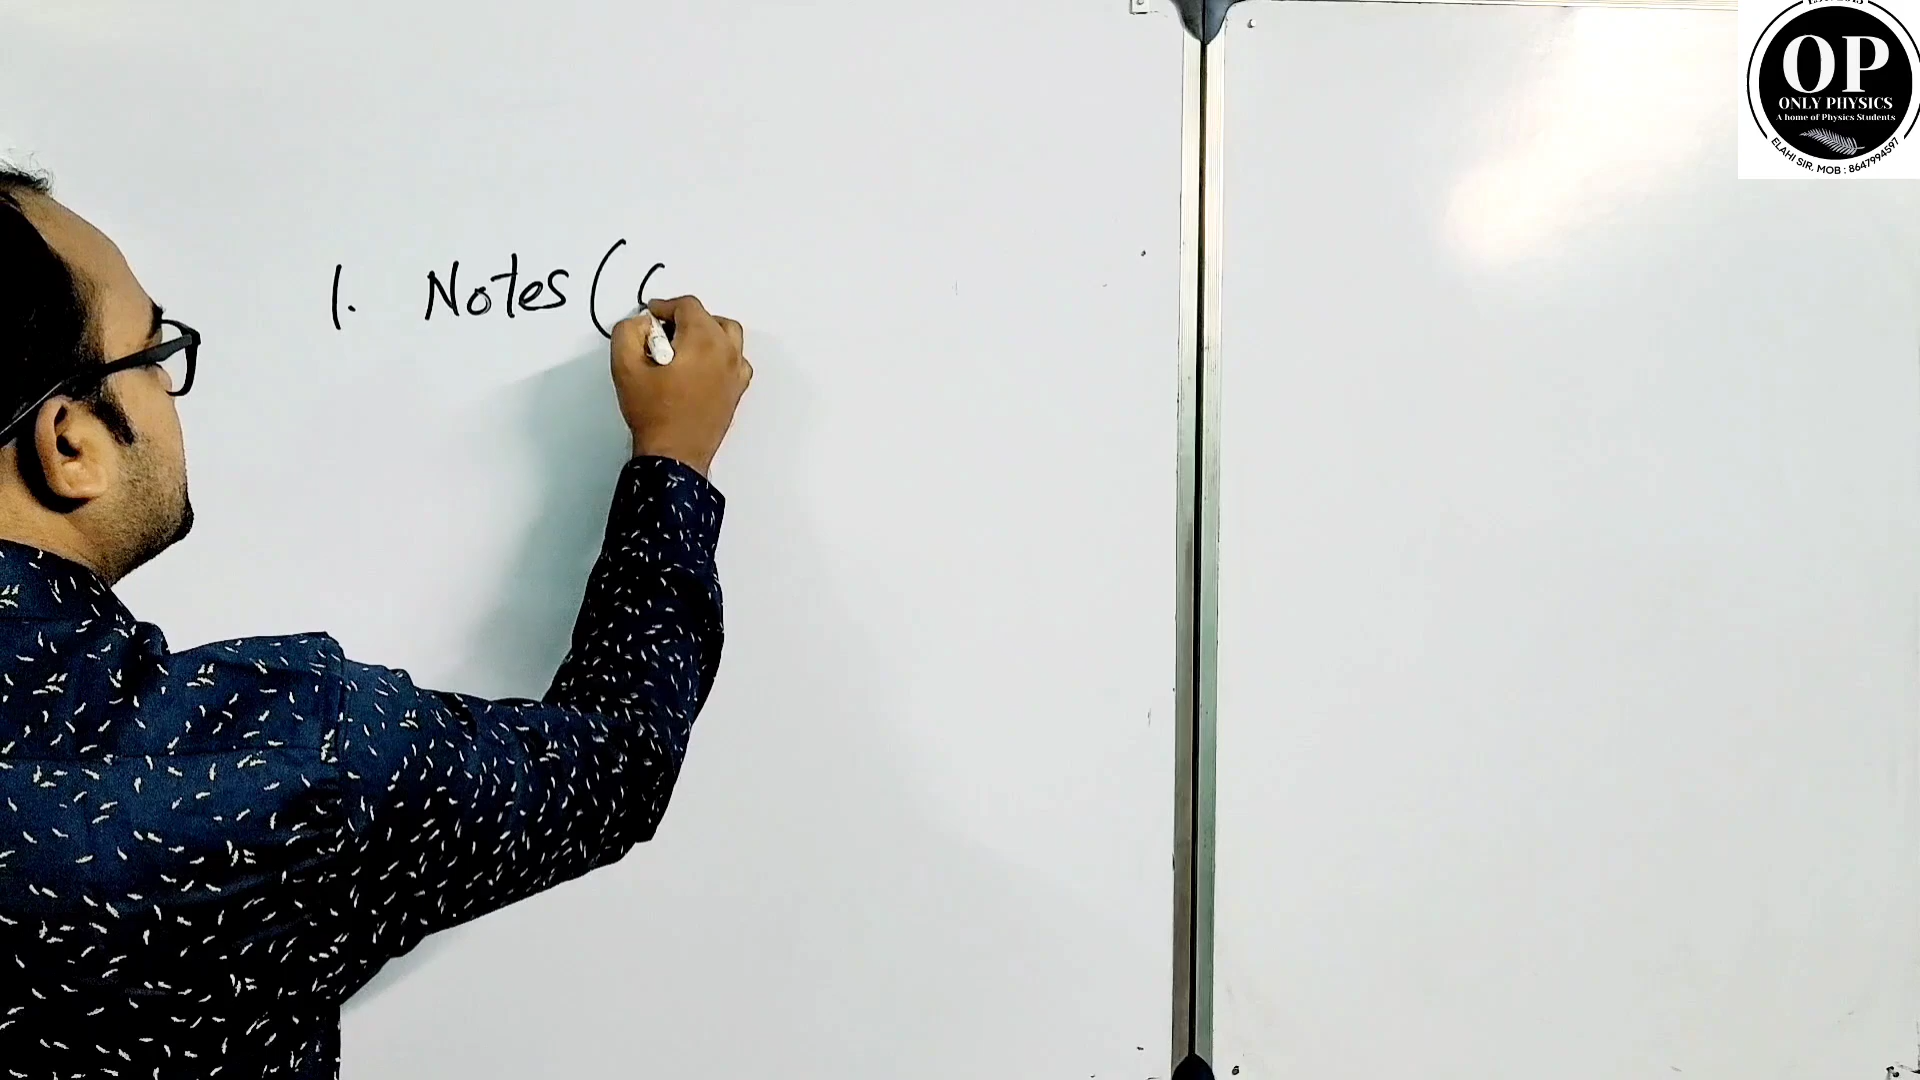 OP
ONLY PHYSICS
A home of Physics Students
ELAHI SIR, MOB : 8647994597
1. Notes (